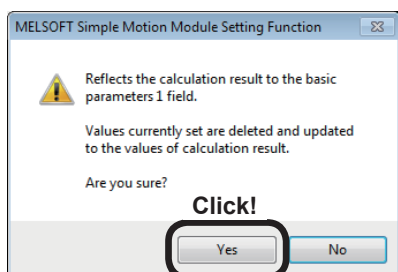 MELSOFT Simple Motion Module Setting Function
Reflects the calculation result to the basic
parameters 1 field.
Values currently set are deleted and updated
to the values of calculation result.
Are you sure?
Click!
Yes
No